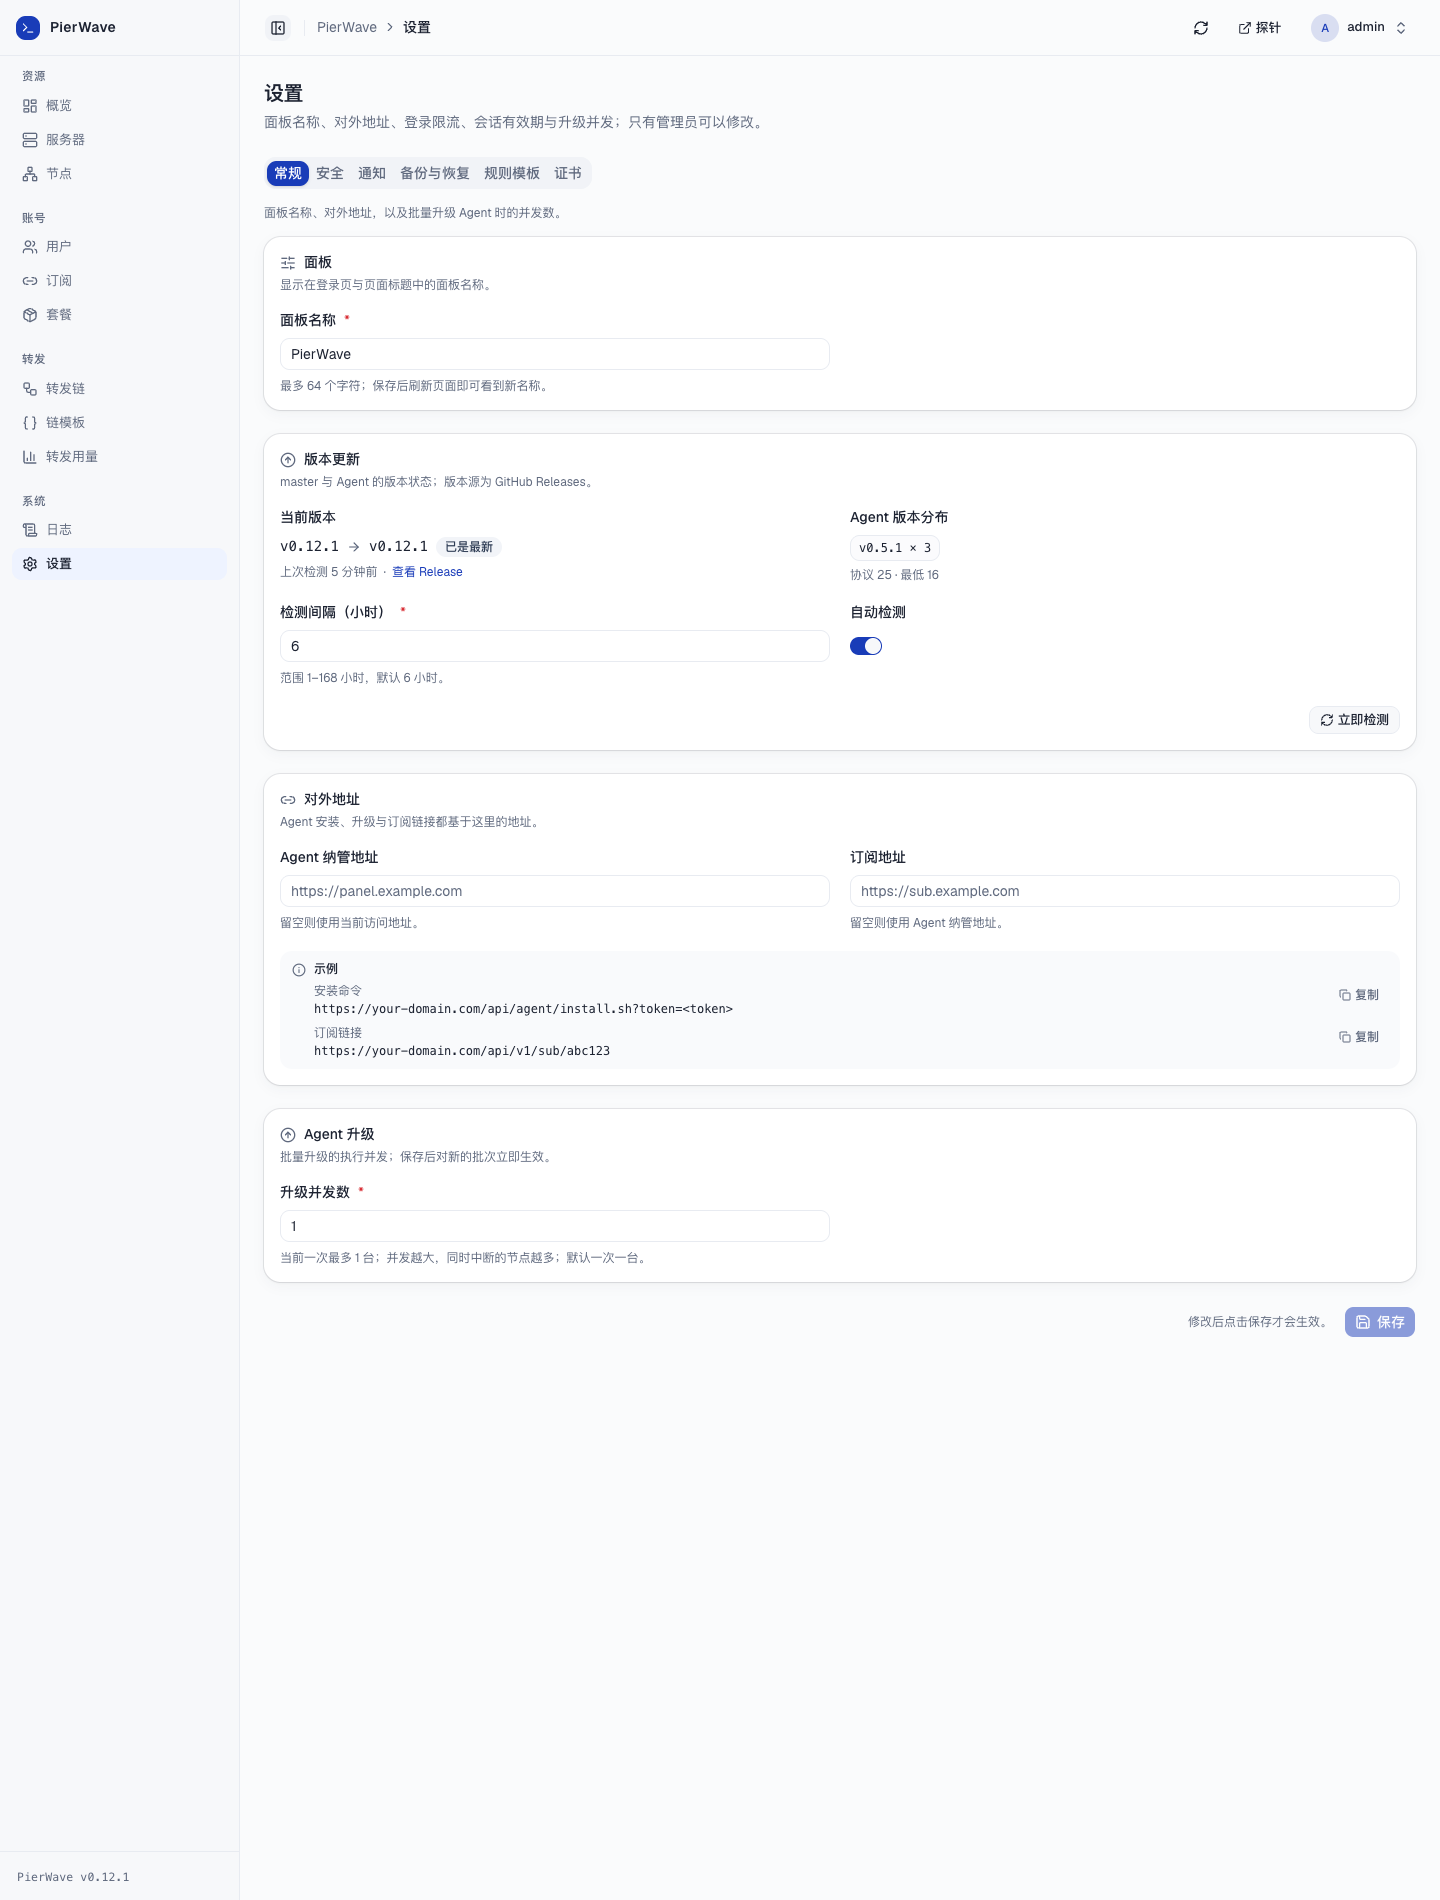 PierWave
PierWave > 设置
探针
A admin
资源
概览
服务器
节点
账号
用户
订阅
套餐
转发
转发链
链模板
转发用量
系统
日志
设置
PierWave v0.12.1
设置
面板名称、对外地址、登录限流、会话有效期与升级并发；只有管理员可以修改。
常规 安全 通知 备份与恢复 规则模板 证书
面板名称、对外地址，以及批量升级 Agent 时的并发数。
面板
显示在登录页与页面标题中的面板名称。
面板名称 *
PierWave
最多 64 个字符；保存后刷新页面即可看到新名称。
版本更新
master 与 Agent 的版本状态；版本源为 GitHub Releases。
当前版本
v0.12.1 → v0.12.1 已是最新
上次检测 5 分钟前 · 查看 Release
Agent 版本分布
v0.5.1 × 3
协议 25 · 最低 16
检测间隔（小时） *
6
范围 1–168 小时，默认 6 小时。
自动检测
立即检测
对外地址
Agent 安装、升级与订阅链接都基于这里的地址。
Agent 纳管地址
https://panel.example.com
留空则使用当前访问地址。
订阅地址
https://sub.example.com
留空则使用 Agent 纳管地址。
示例
安装命令
https://your-domain.com/api/agent/install.sh?token=<token>
复制
订阅链接
https://your-domain.com/api/v1/sub/abc123
复制
Agent 升级
批量升级的执行并发；保存后对新的批次立即生效。
升级并发数 *
1
当前一次最多 1 台；并发越大，同时中断的节点越多；默认一次一台。
修改后点击保存才会生效。
保存